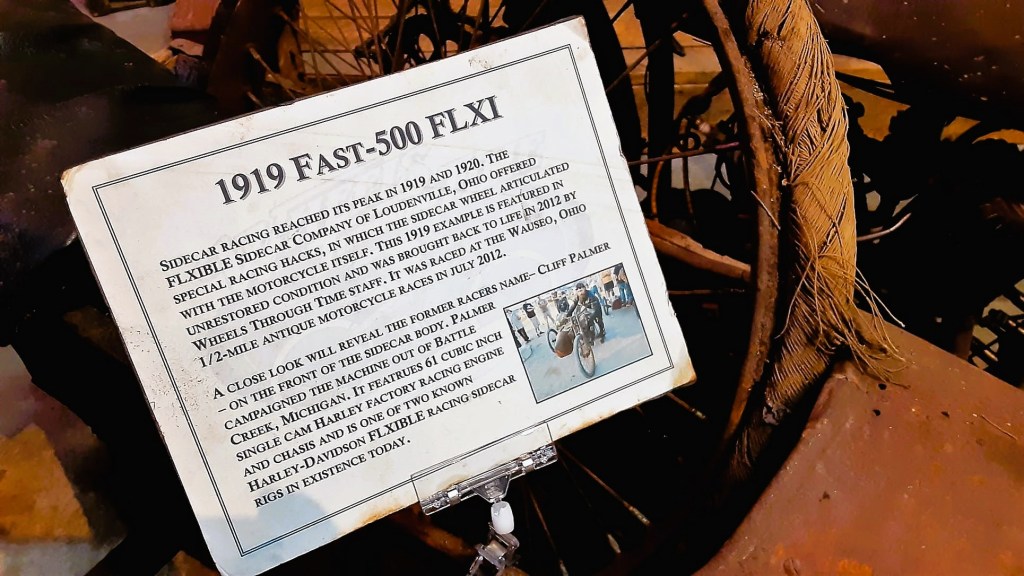 1919 FAST-500 FLXI
SIDECAR RACING REACHED ITS PEAK IN 1919 AND 1920. THE
FLXIBLE SIDECAR COMPANY OF LOUDENVILLE, OHIO OFFERED
SPECIAL RACING HACKS, IN WHICH THE SIDECAR WHEEL ARTICULATED
WITH THE MOTORCYCLE ITSELF. THIS 1919 EXAMPLE IS FEATURED IN
UNRESTORED CONDITION AND WAS BROUGHT BACK TO LIFE IN 2012 BY
WHEELS THROUGH TIME STAFF. IT WAS RACED AT THE WAUSEO, OHIO
1/2-MILE ANTIQUE MOTORCYCLE RACES IN JULY 2012.
A CLOSE LOOK WILL REVEAL THE FORMER RACERS NAME– CLIFF PALMER
– ON THE FRONT OF THE SIDECAR BODY. PALMER
CAMPAIGNED THE MACHINE OUT OF BATTLE
CREEK, MICHIGAN. IT FEATRUES 61 CUBIC INCH
SINGLE CAM HARLEY FACTORY RACING ENGINE
AND CHASIS AND IS ONE OF TWO KNOWN
HARLEY-DAVIDSON FLXIBLE RACING SIDECAR
RIGS IN EXISTENCE TODAY.